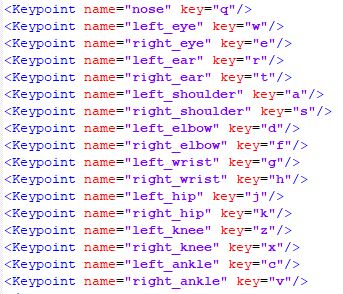 <Keypoint name="nose" key="q"/>
<Keypoint name="left_eye" key="w"/>
<Keypoint name="right_eye" key="e"/>
<Keypoint name="left_ear" key="r"/>
<Keypoint name="right_ear" key="t"/>
<Keypoint name="left_shoulder" key="a"/>
<Keypoint name="right_shoulder" key="s"/>
<Keypoint name="left_elbow" key="d"/>
<Keypoint name="right_elbow" key="f"/>
<Keypoint name="left_wrist" key="g"/>
<Keypoint name="right_wrist" key="h"/>
<Keypoint name="left_hip" key="j"/>
<Keypoint name="right_hip" key="k"/>
<Keypoint name="left_knee" key="z"/>
<Keypoint name="right_knee" key="x"/>
<Keypoint name="left_ankle" key="c"/>
<Keypoint name="right_ankle" key="v"/>